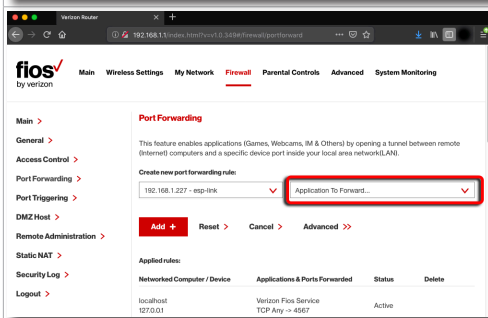 Verizon Router
192.168.1.1/index.html?v=v1.0.349#/firewall/portforward
fios
by verizon
Main Wireless Settings My Network Firewall Parental Controls Advanced System Monitoring
Main >
General >
Access Control >
Port Forwarding >
Port Triggering >
DMZ Host >
Remote Administration >
Static NAT >
Security Log >
Logout >
Port Forwarding
This feature enables applications (Games, Webcams, IM & Others) by opening a tunnel between remote
(Internet) computers and a specific device port inside your local area network(LAN).
Create new port forwarding rule:
192.168.1.227 - esp-link Application To Forward...
Add + Reset > Cancel > Advanced >>
Applied rules:
Networked Computer / Device Applications & Ports Forwarded Status Delete
localhost Verizon Fios Service
127.0.0.1 TCP Any -> 4567 Active